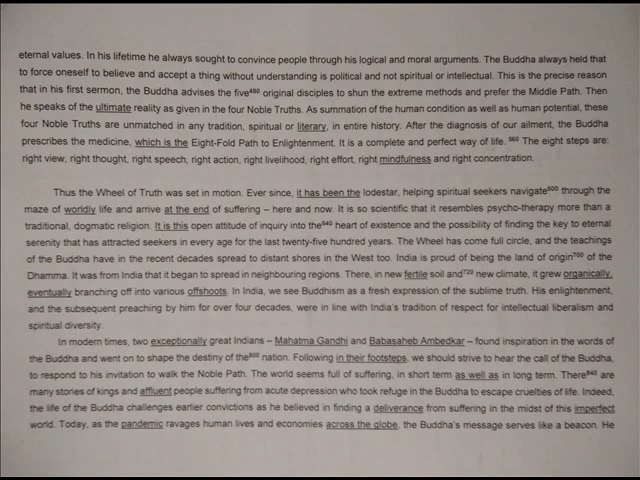 eternal values. In his lifetime he always sought to convince people through his logical and moral arguments. The Buddha always held that
to force oneself to believe and accept a thing without understanding is political and not spiritual or intellectual. This is the precise reason
that in his first sermon, the Buddha advises the five⁴⁸⁰ original disciples to shun the extreme methods and prefer the Middle Path. Then
he speaks of the ultimate reality as given in the four Noble Truths. As summation of the human condition as well as human potential, these
four Noble Truths are unmatched in any tradition, spiritual or literary, in entire history. After the diagnosis of our ailment, the Buddha
prescribes the medicine, which is the Eight-Fold Path to Enlightenment. It is a complete and perfect way of life. ⁵⁶⁰ The eight steps are:
right view, right thought, right speech, right action, right livelihood, right effort, right mindfulness and right concentration.
Thus the Wheel of Truth was set in motion. Ever since, it has been the lodestar, helping spiritual seekers navigate⁶⁰⁰ through the
maze of worldly life and arrive at the end of suffering – here and now. It is so scientific that it resembles psycho-therapy more than a
traditional, dogmatic religion. It is this open attitude of inquiry into the⁶⁴⁰ heart of existence and the possibility of finding the key to eternal
serenity that has attracted seekers in every age for the last twenty-five hundred years. The Wheel has come full circle, and the teachings
of the Buddha have in the recent decades spread to distant shores in the West too. India is proud of being the land of origin⁷⁰⁰ of the
Dhamma. It was from India that it began to spread in neighbouring regions. There, in new fertile soil and⁷²⁰ new climate, it grew organically,
eventually branching off into various offshoots. In India, we see Buddhism as a fresh expression of the sublime truth. His enlightenment,
and the subsequent preaching by him for over four decades, were in line with India's tradition of respect for intellectual liberalism and
spiritual diversity.
In modern times, two exceptionally great Indians – Mahatma Gandhi and Babasaheb Ambedkar – found inspiration in the words of
the Buddha and went on to shape the destiny of the⁸⁰⁰ nation. Following in their footsteps, we should strive to hear the call of the Buddha,
to respond to his invitation to walk the Noble Path. The world seems full of suffering, in short term as well as in long term. There⁸⁴⁰ are
many stories of kings and affluent people suffering from acute depression who took refuge in the Buddha to escape cruelties of life. Indeed,
the life of the Buddha challenges earlier convictions as he believed in finding a deliverance from suffering in the midst of this imperfect
world. Today, as the pandemic ravages human lives and economies across the globe, the Buddha's message serves like a beacon. He